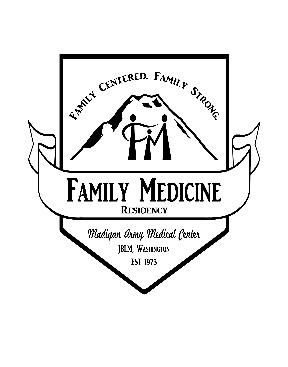 Family Centered. Family Strong.
FM
Family Medicine
Residency
Madigan Army Medical Center
JBLM, Washington
Est 1973